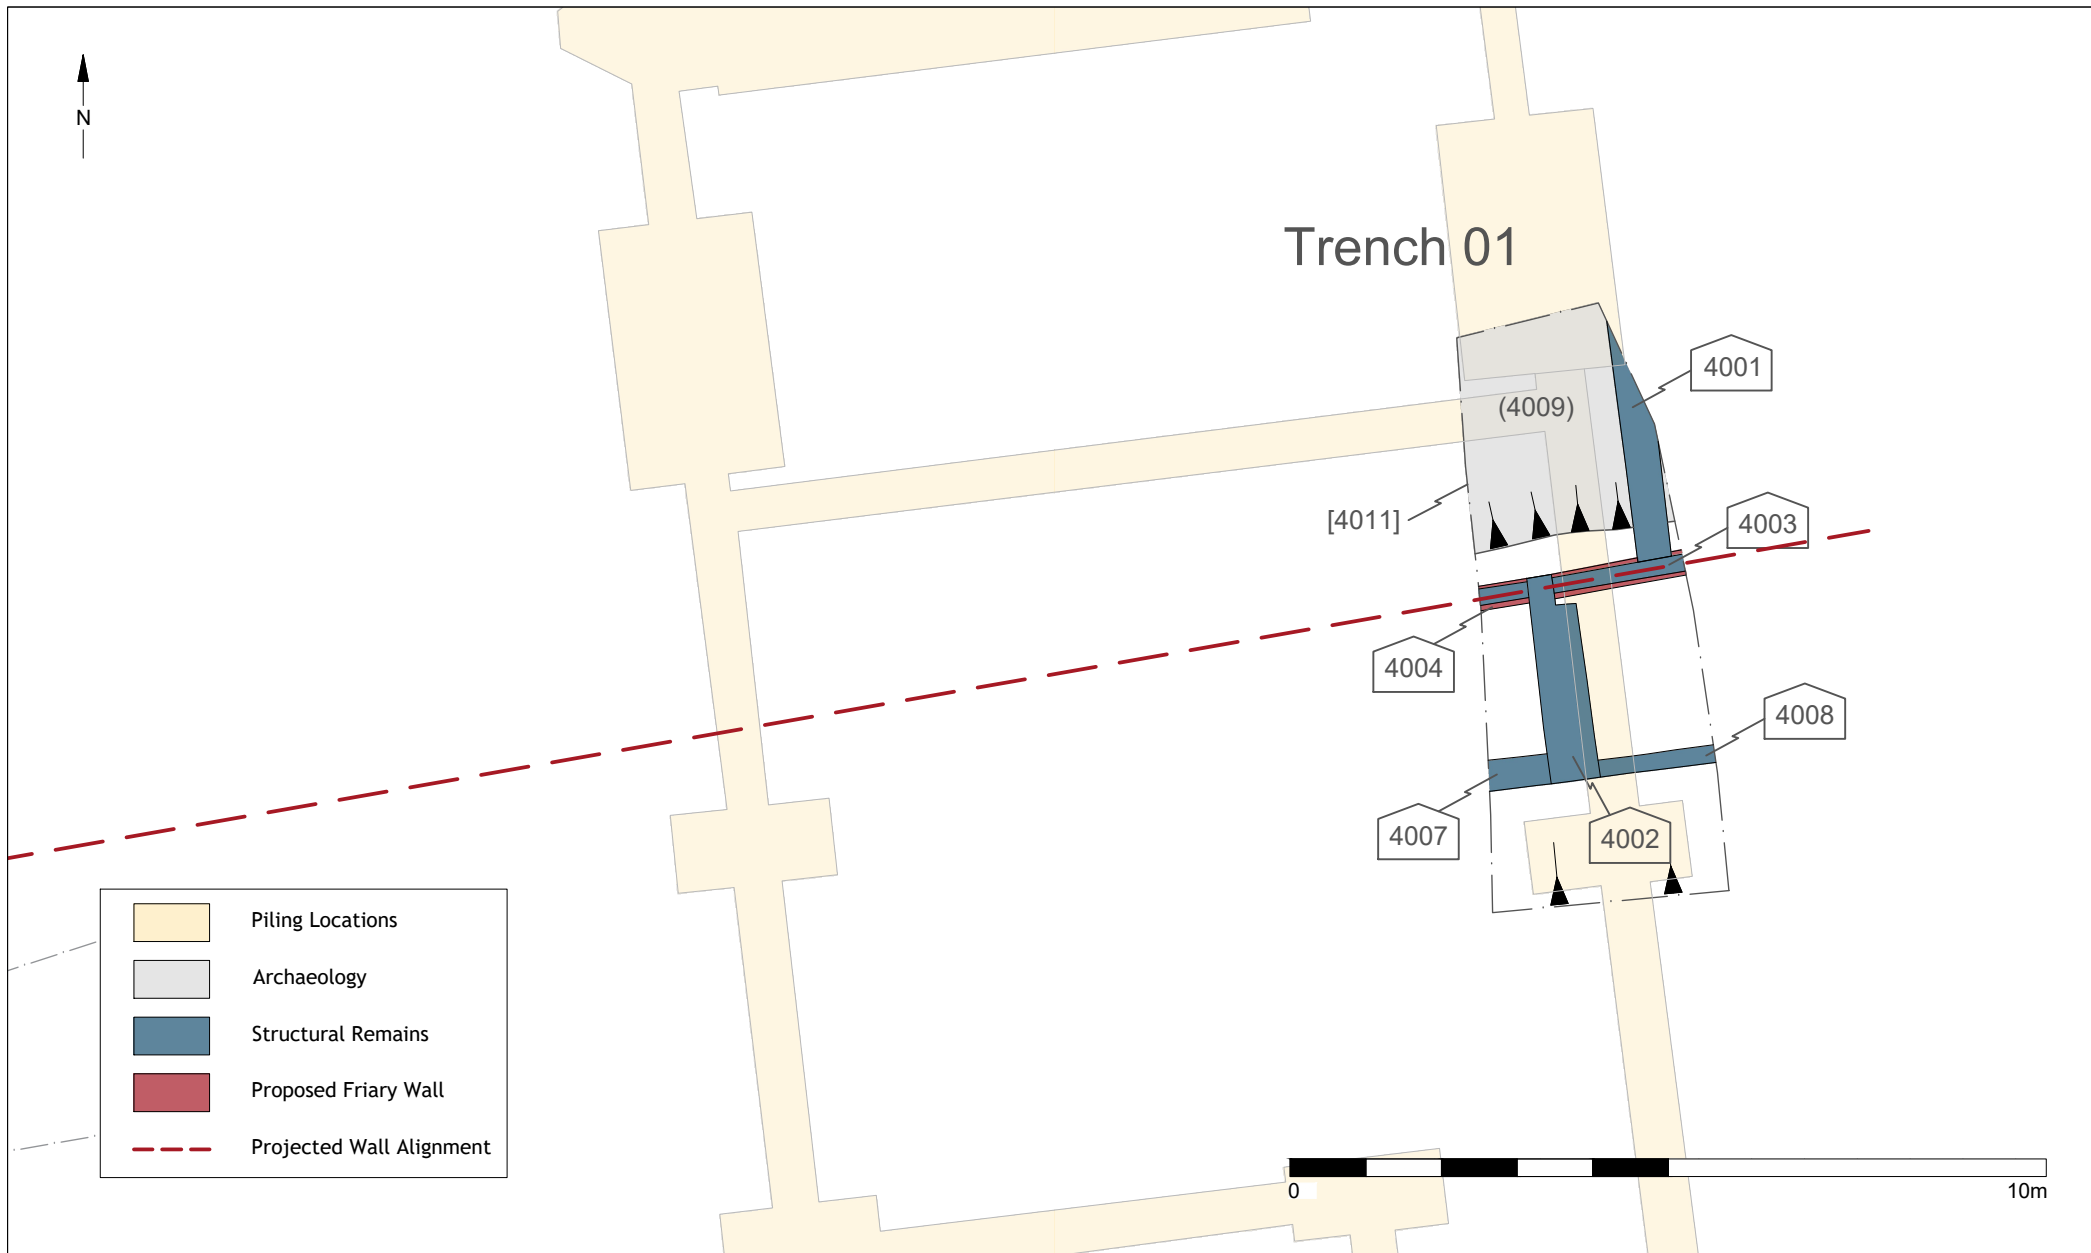 N
Trench 01
4001
(4009)
[4011]
4003
4004
4008
4007
4002
Piling Locations
Archaeology
Structural Remains
Proposed Friary Wall
Projected Wall Alignment
0
10m